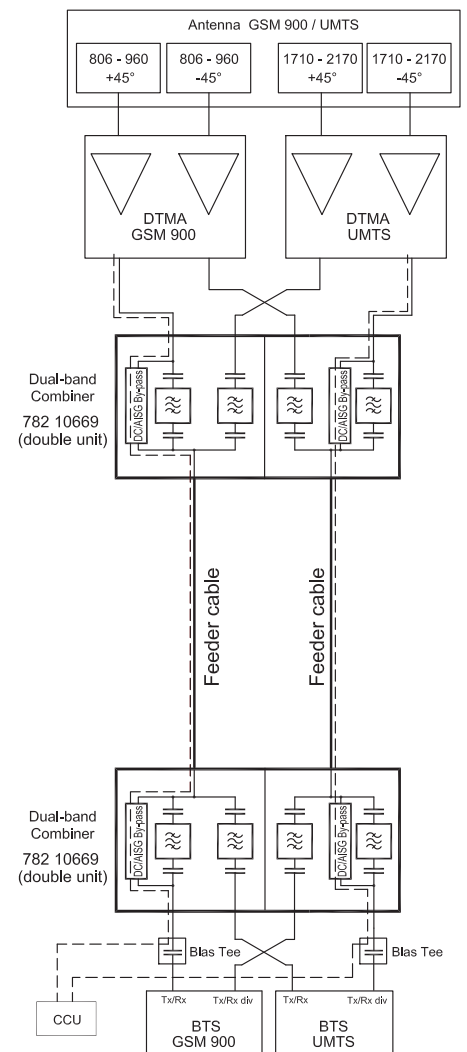 Antenna GSM 900 / UMTS
806 - 960
+45°
806 - 960
-45°
1710 - 2170
+45°
1710 - 2170
-45°
DTMA
GSM 900
DTMA
UMTS
Dual-band
Combiner
782 10669
(double unit)
DC/AISG By-pass
DC/AISG By-pass
Feeder cable
Feeder cable
Dual-band
Combiner
782 10669
(double unit)
DC/AISG By-pass
DC/AISG By-pass
Bias Tee
Bias Tee
CCU
Tx/Rx
Tx/Rx div
BTS
GSM 900
Tx/Rx
Tx/Rx div
BTS
UMTS